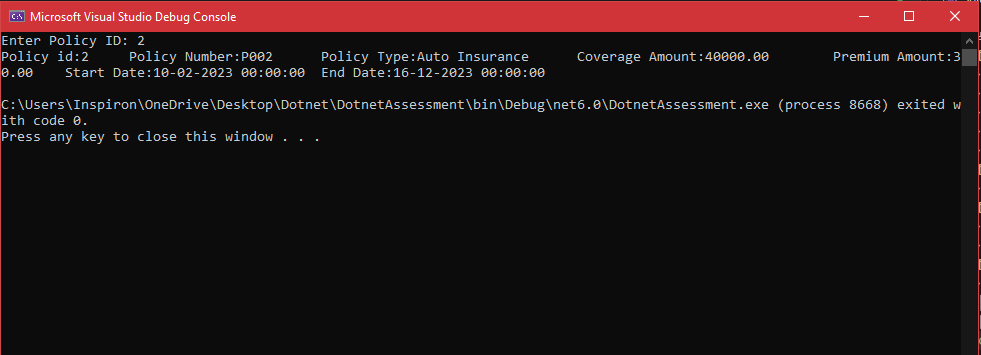 Microsoft Visual Studio Debug Console
Enter Policy ID: 2
Policy id:2     Policy Number:P002      Policy Type:Auto Insurance      Coverage Amount:40000.00        Premium Amount:3
0.00    Start Date:10-02-2023 00:00:00  End Date:16-12-2023 00:00:00
C:\Users\Inspiron\OneDrive\Desktop\Dotnet\DotnetAssessment\bin\Debug\net6.0\DotnetAssessment.exe (process 8668) exited w
ith code 0.
Press any key to close this window . . .